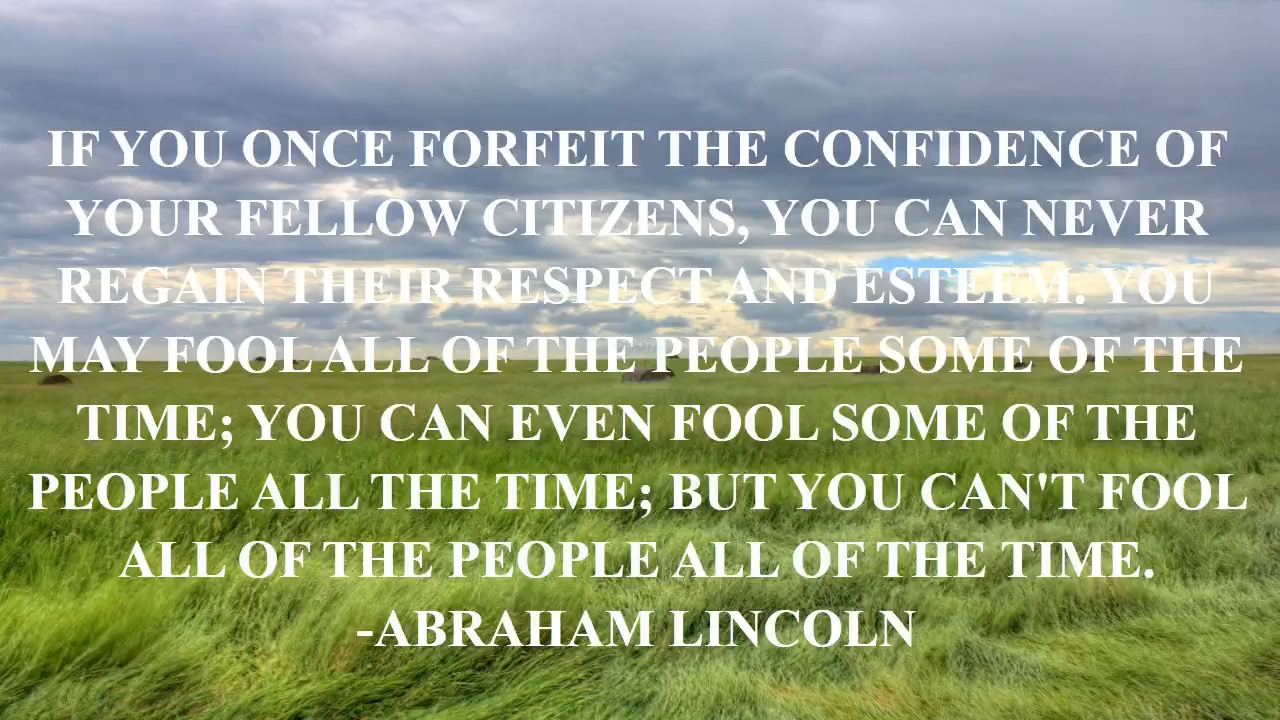 IF YOU ONCE FORFEIT THE CONFIDENCE OF
YOUR FELLOW CITIZENS, YOU CAN NEVER
REGAIN THEIR RESPECT AND ESTEEM. YOU
MAY FOOL ALL OF THE PEOPLE SOME OF THE
TIME; YOU CAN EVEN FOOL SOME OF THE
PEOPLE ALL THE TIME; BUT YOU CAN'T FOOL
ALL OF THE PEOPLE ALL OF THE TIME.
-ABRAHAM LINCOLN